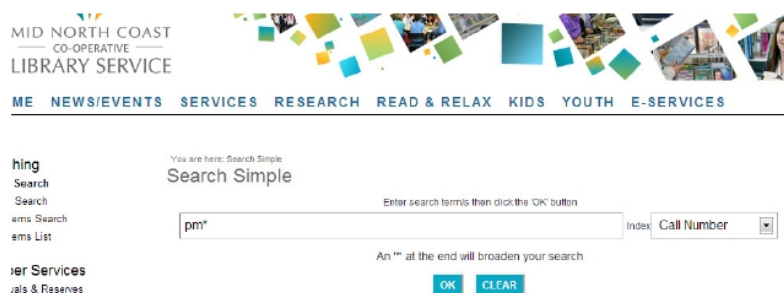 MID NORTH COAST
CO-OPERATIVE
LIBRARY SERVICE
ME NEWS/EVENTS SERVICES RESEARCH READ & RELAX KIDS YOUTH E-SERVICES
hing
Search
Search
ems Search
ems List
er Services
vals & Reserves
You are here: Search Simple
Search Simple
Enter search term/s then click the 'OK' button
pm*
Index Call Number
An '*' at the end will broaden your search
OK CLEAR